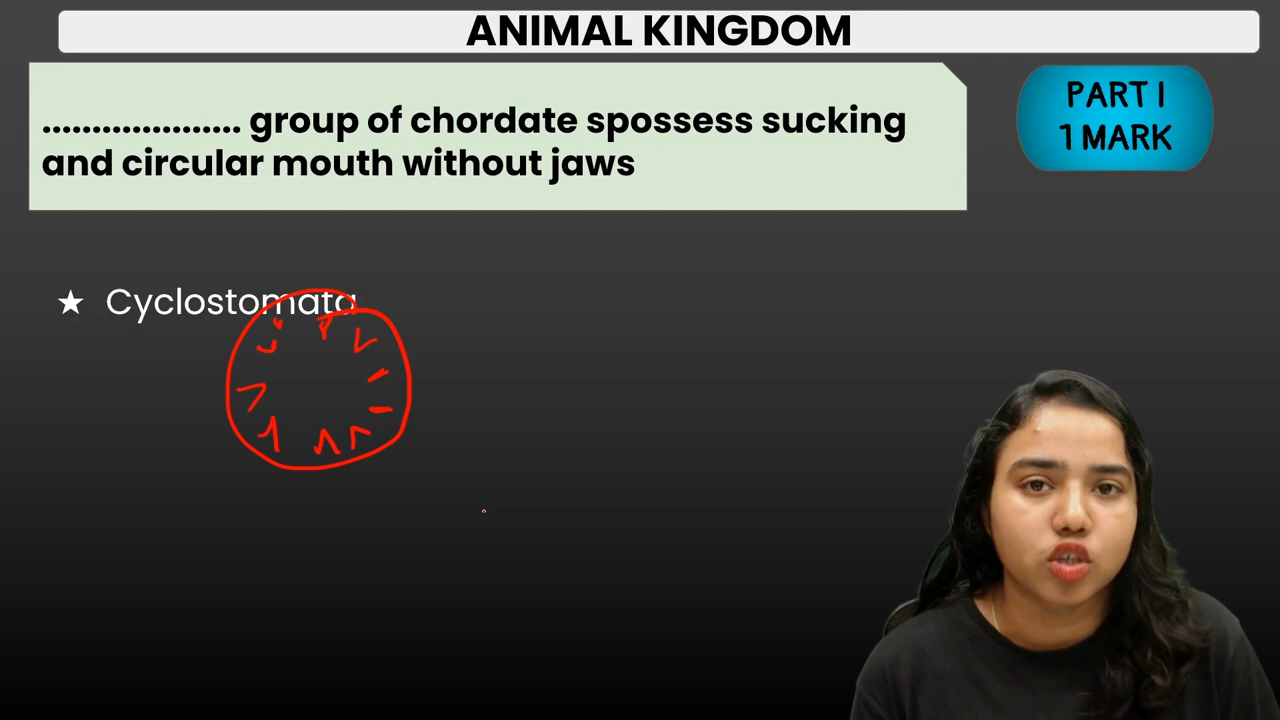 ANIMAL KINGDOM
.................... group of chordate spossess sucking
and circular mouth without jaws
PART I
1 MARK
★ Cyclostomata